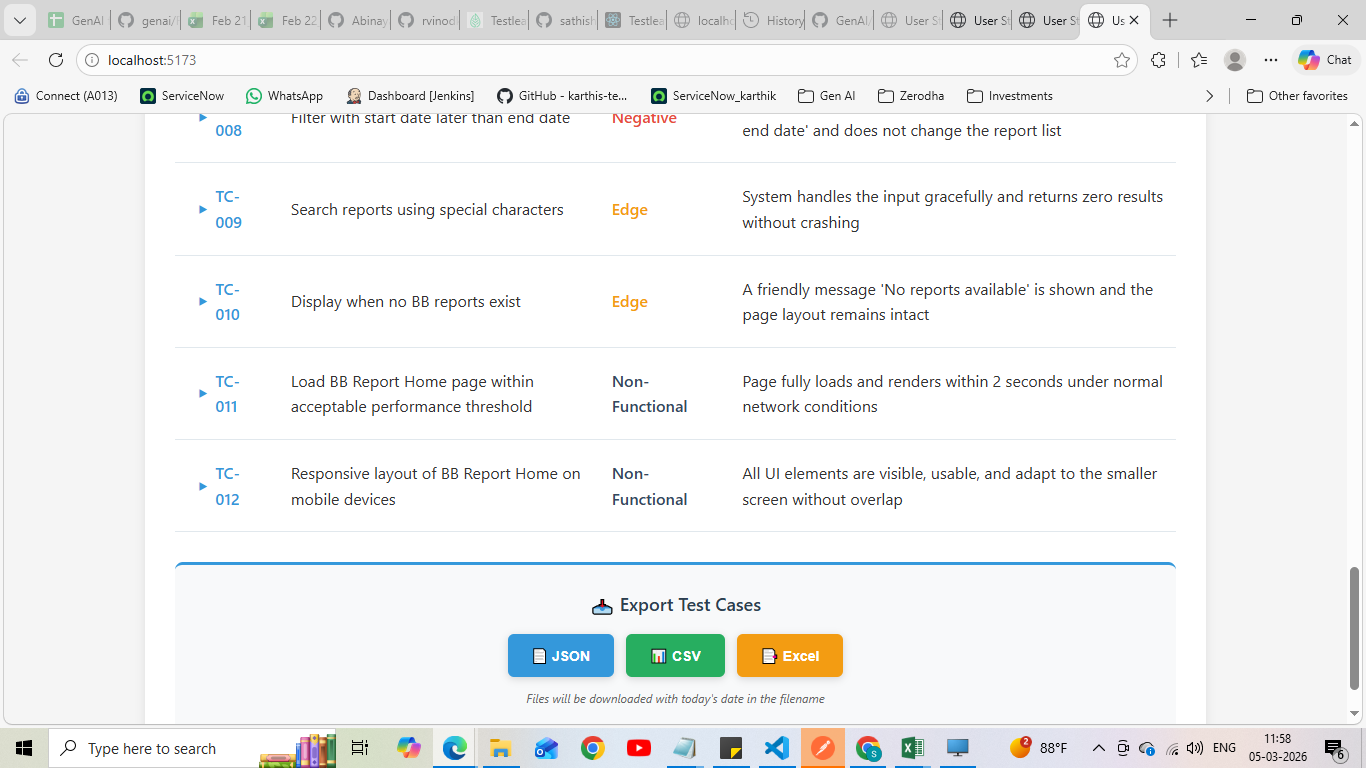 GenAI
genai/i
Feb 21
Feb 22
Abinay
rvinod
Testlea
sathish
Testlea
localho
History
GenAI/
User St
User St
User St
Us
localhost:5173
Chat
Connect (A013)
ServiceNow
WhatsApp
Dashboard [Jenkins]
GitHub - karthis-te...
ServiceNow_karthik
Gen AI
Zerodha
Investments
Other favorites
008
Filter with start date later than end date
Negative
end date' and does not change the report list
TC-
009
Search reports using special characters
Edge
System handles the input gracefully and returns zero results
without crashing
TC-
010
Display when no BB reports exist
Edge
A friendly message 'No reports available' is shown and the
page layout remains intact
TC-
011
Load BB Report Home page within
acceptable performance threshold
Non-
Functional
Page fully loads and renders within 2 seconds under normal
network conditions
TC-
012
Responsive layout of BB Report Home on
mobile devices
Non-
Functional
All UI elements are visible, usable, and adapt to the smaller
screen without overlap
Export Test Cases
JSON
CSV
Excel
Files will be downloaded with today's date in the filename
Type here to search
2
88°F
ENG
11:58
05-03-2026
6